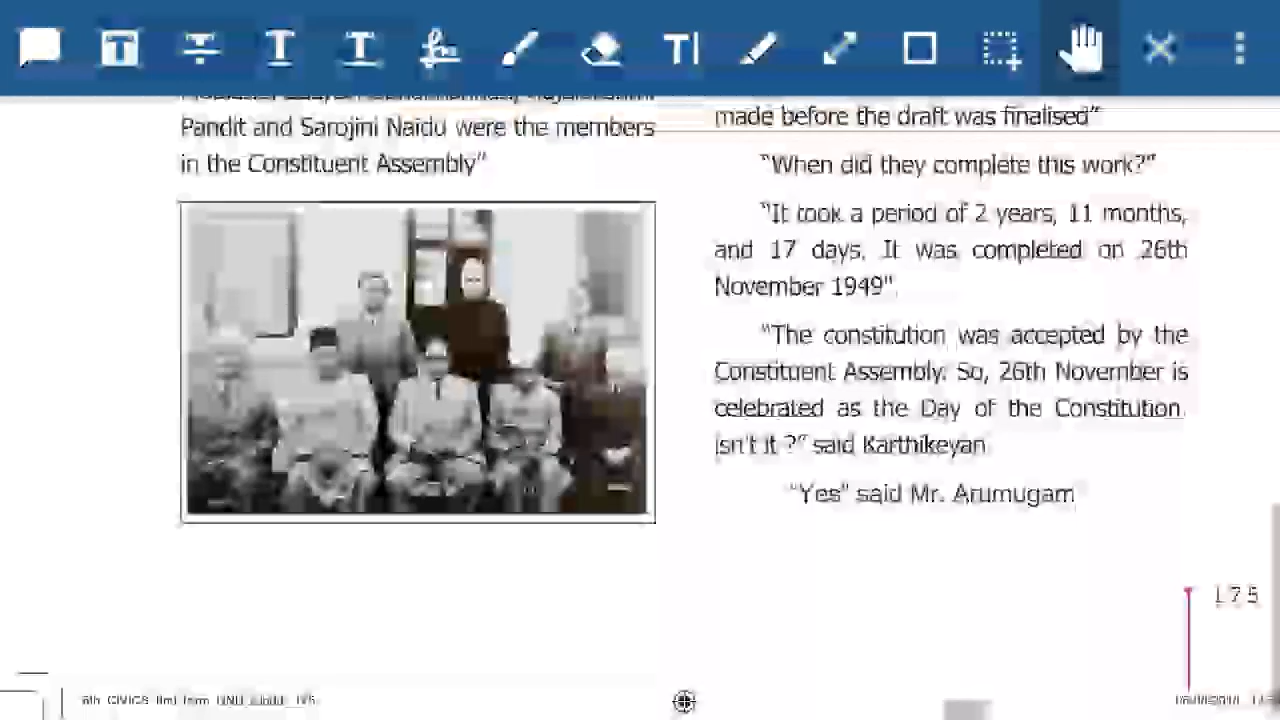 Pandit and Sarojini Naidu were the members
in the Constituent Assembly"
made before the draft was finalised"
"When did they complete this work?"
"It took a period of 2 years, 11 months,
and 17 days. It was completed on 26th
November 1949".
"The constitution was accepted by the
Constituent Assembly. So, 26th November is
celebrated as the Day of the Constitution.
isn't it ?" said Karthikeyan
"Yes" said Mr. Arumugam
175